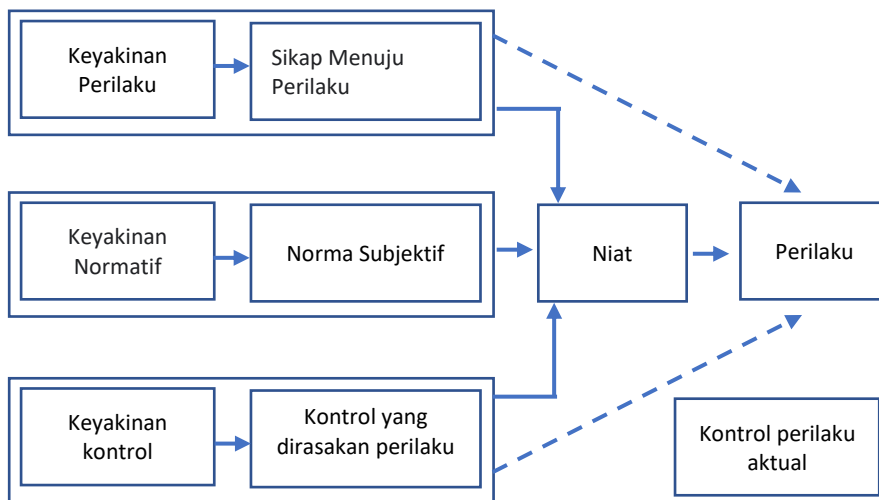 Keyakinan
Perilaku
Sikap Menuju
Perilaku
Keyakinan
Normatif
Norma Subjektif
Niat
Perilaku
Keyakinan
kontrol
Kontrol yang
dirasakan perilaku
Kontrol perilaku
aktual